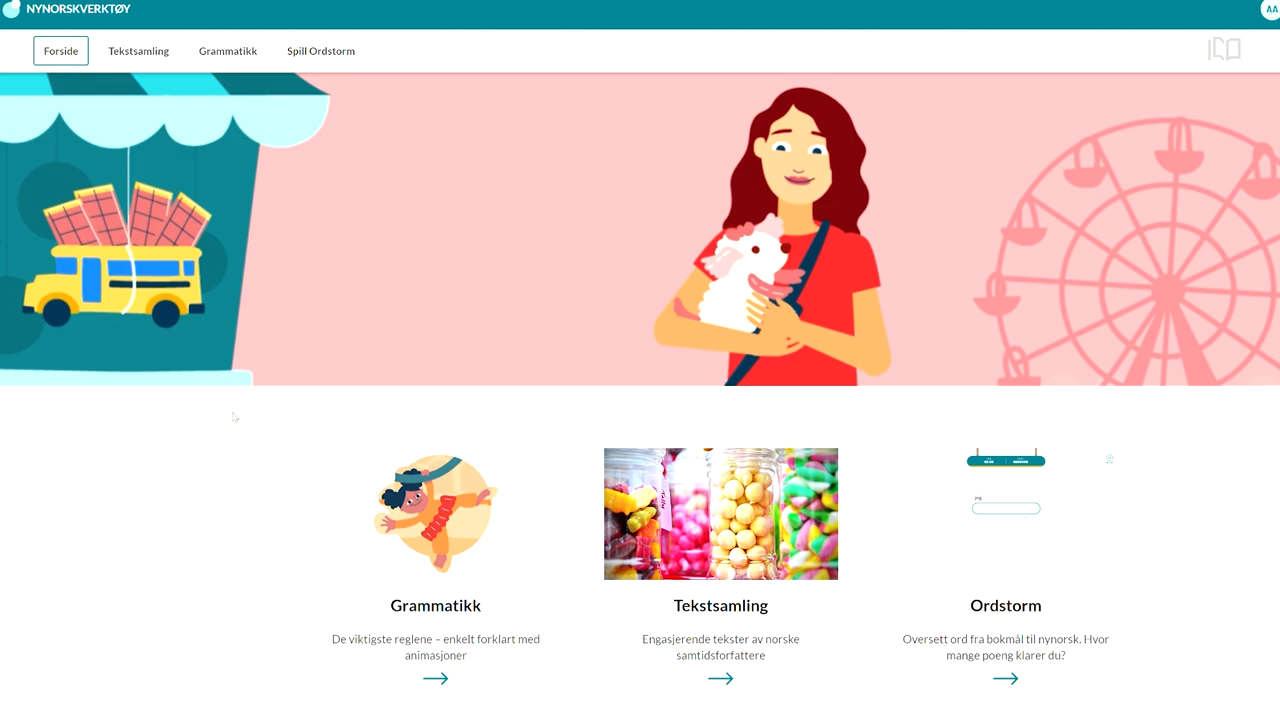 NYNORSKVERKTØY
AA
Forside
Tekstsamling
Grammatikk
Spill Ordstorm
Grammatikk
De viktigste reglene – enkelt forklart med
animasjoner
Tekstsamling
Engasjerende tekster av norske
samtidsforfattere
Ordstorm
Oversett ord fra bokmål til nynorsk. Hvor
mange poeng klarer du?